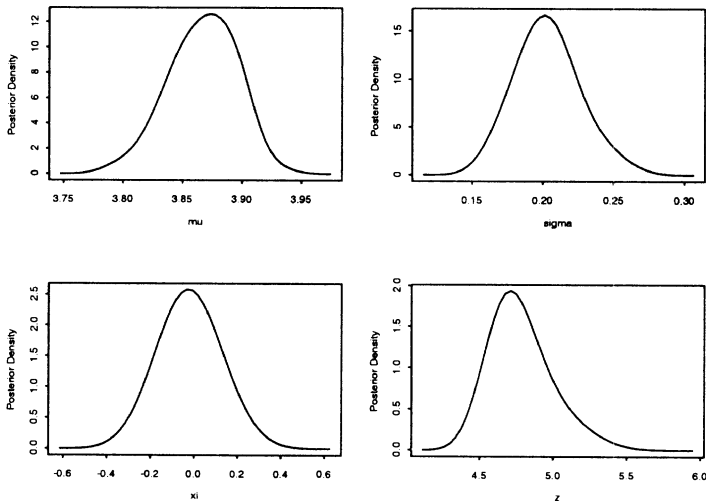 Posterior Density
0 2 4 6 8 10 12
3.75 3.80 3.85 3.90 3.95
mu
Posterior Density
0 5 10 15
0.15 0.20 0.25 0.30
sigma
Posterior Density
0.0 0.5 1.0 1.5 2.0 2.5
-0.6 -0.4 -0.2 0.0 0.2 0.4 0.6
xi
Posterior Density
0.0 0.5 1.0 1.5 2.0
4.5 5.0 5.5 6.0
z